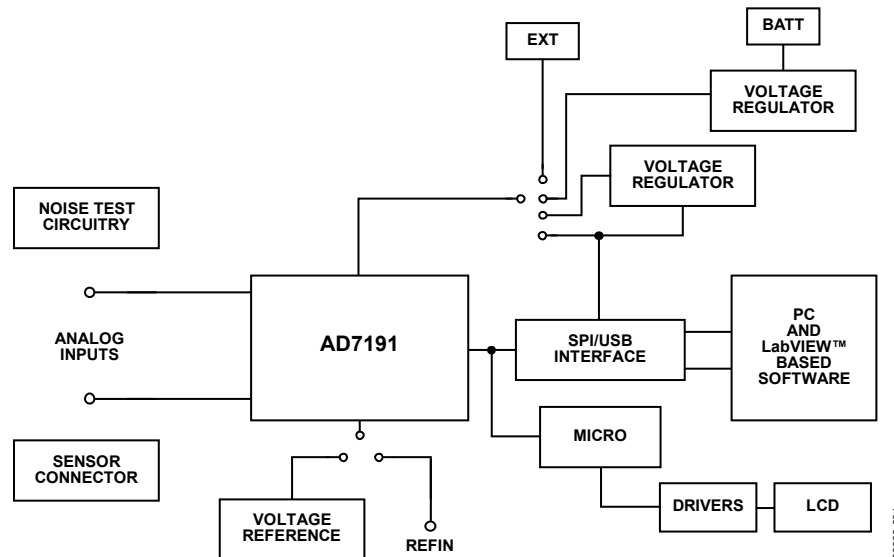 EXT
BATT
VOLTAGE
REGULATOR
VOLTAGE
REGULATOR
NOISE TEST
CIRCUITRY
ANALOG
INPUTS
AD7191
SPI/USB
INTERFACE
PC
AND
LabVIEW™
BASED
SOFTWARE
SENSOR
CONNECTOR
MICRO
VOLTAGE
REFERENCE
REFIN
DRIVERS
LCD